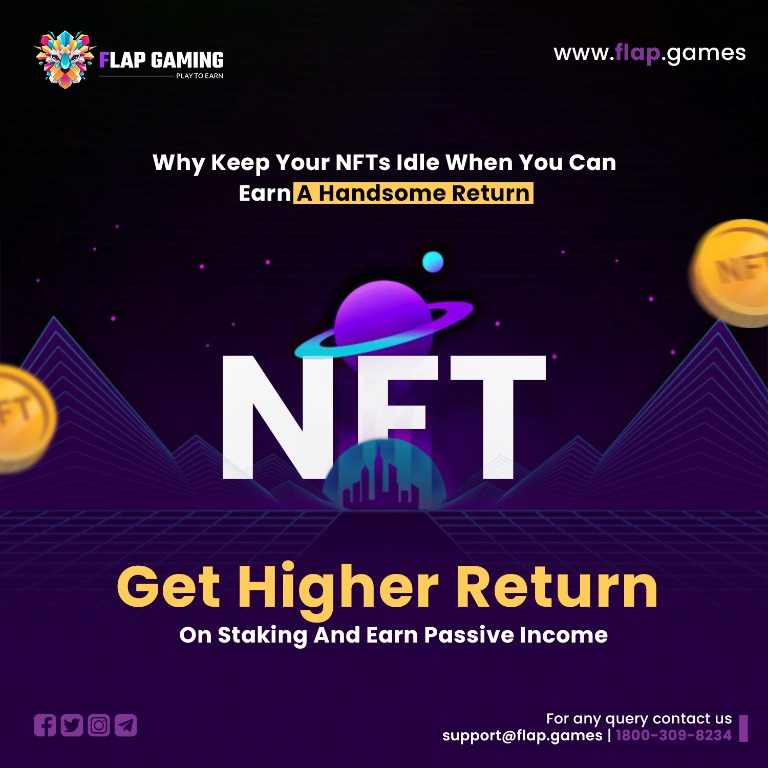 FLAP GAMING
PLAY TO EARN
www.flap.games
Why Keep Your NFTs Idle When You Can
Earn A Handsome Return
NFT
FT
NFT
Get Higher Return
On Staking And Earn Passive Income
For any query contact us
support@flap.games | 1800-309-8234